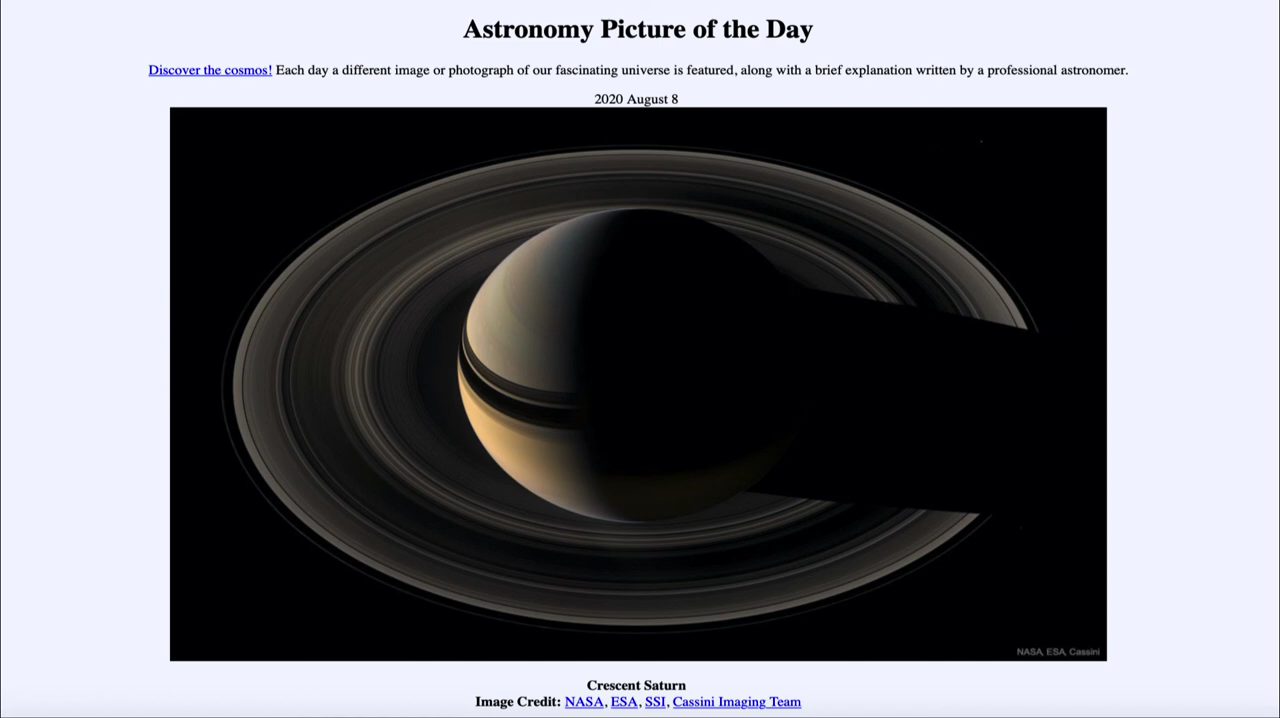 Astronomy Picture of the Day
Discover the cosmos! Each day a different image or photograph of our fascinating universe is featured, along with a brief explanation written by a professional astronomer.
2020 August 8
NASA, ESA, Cassini
Crescent Saturn
Image Credit: NASA, ESA, SSI, Cassini Imaging Team